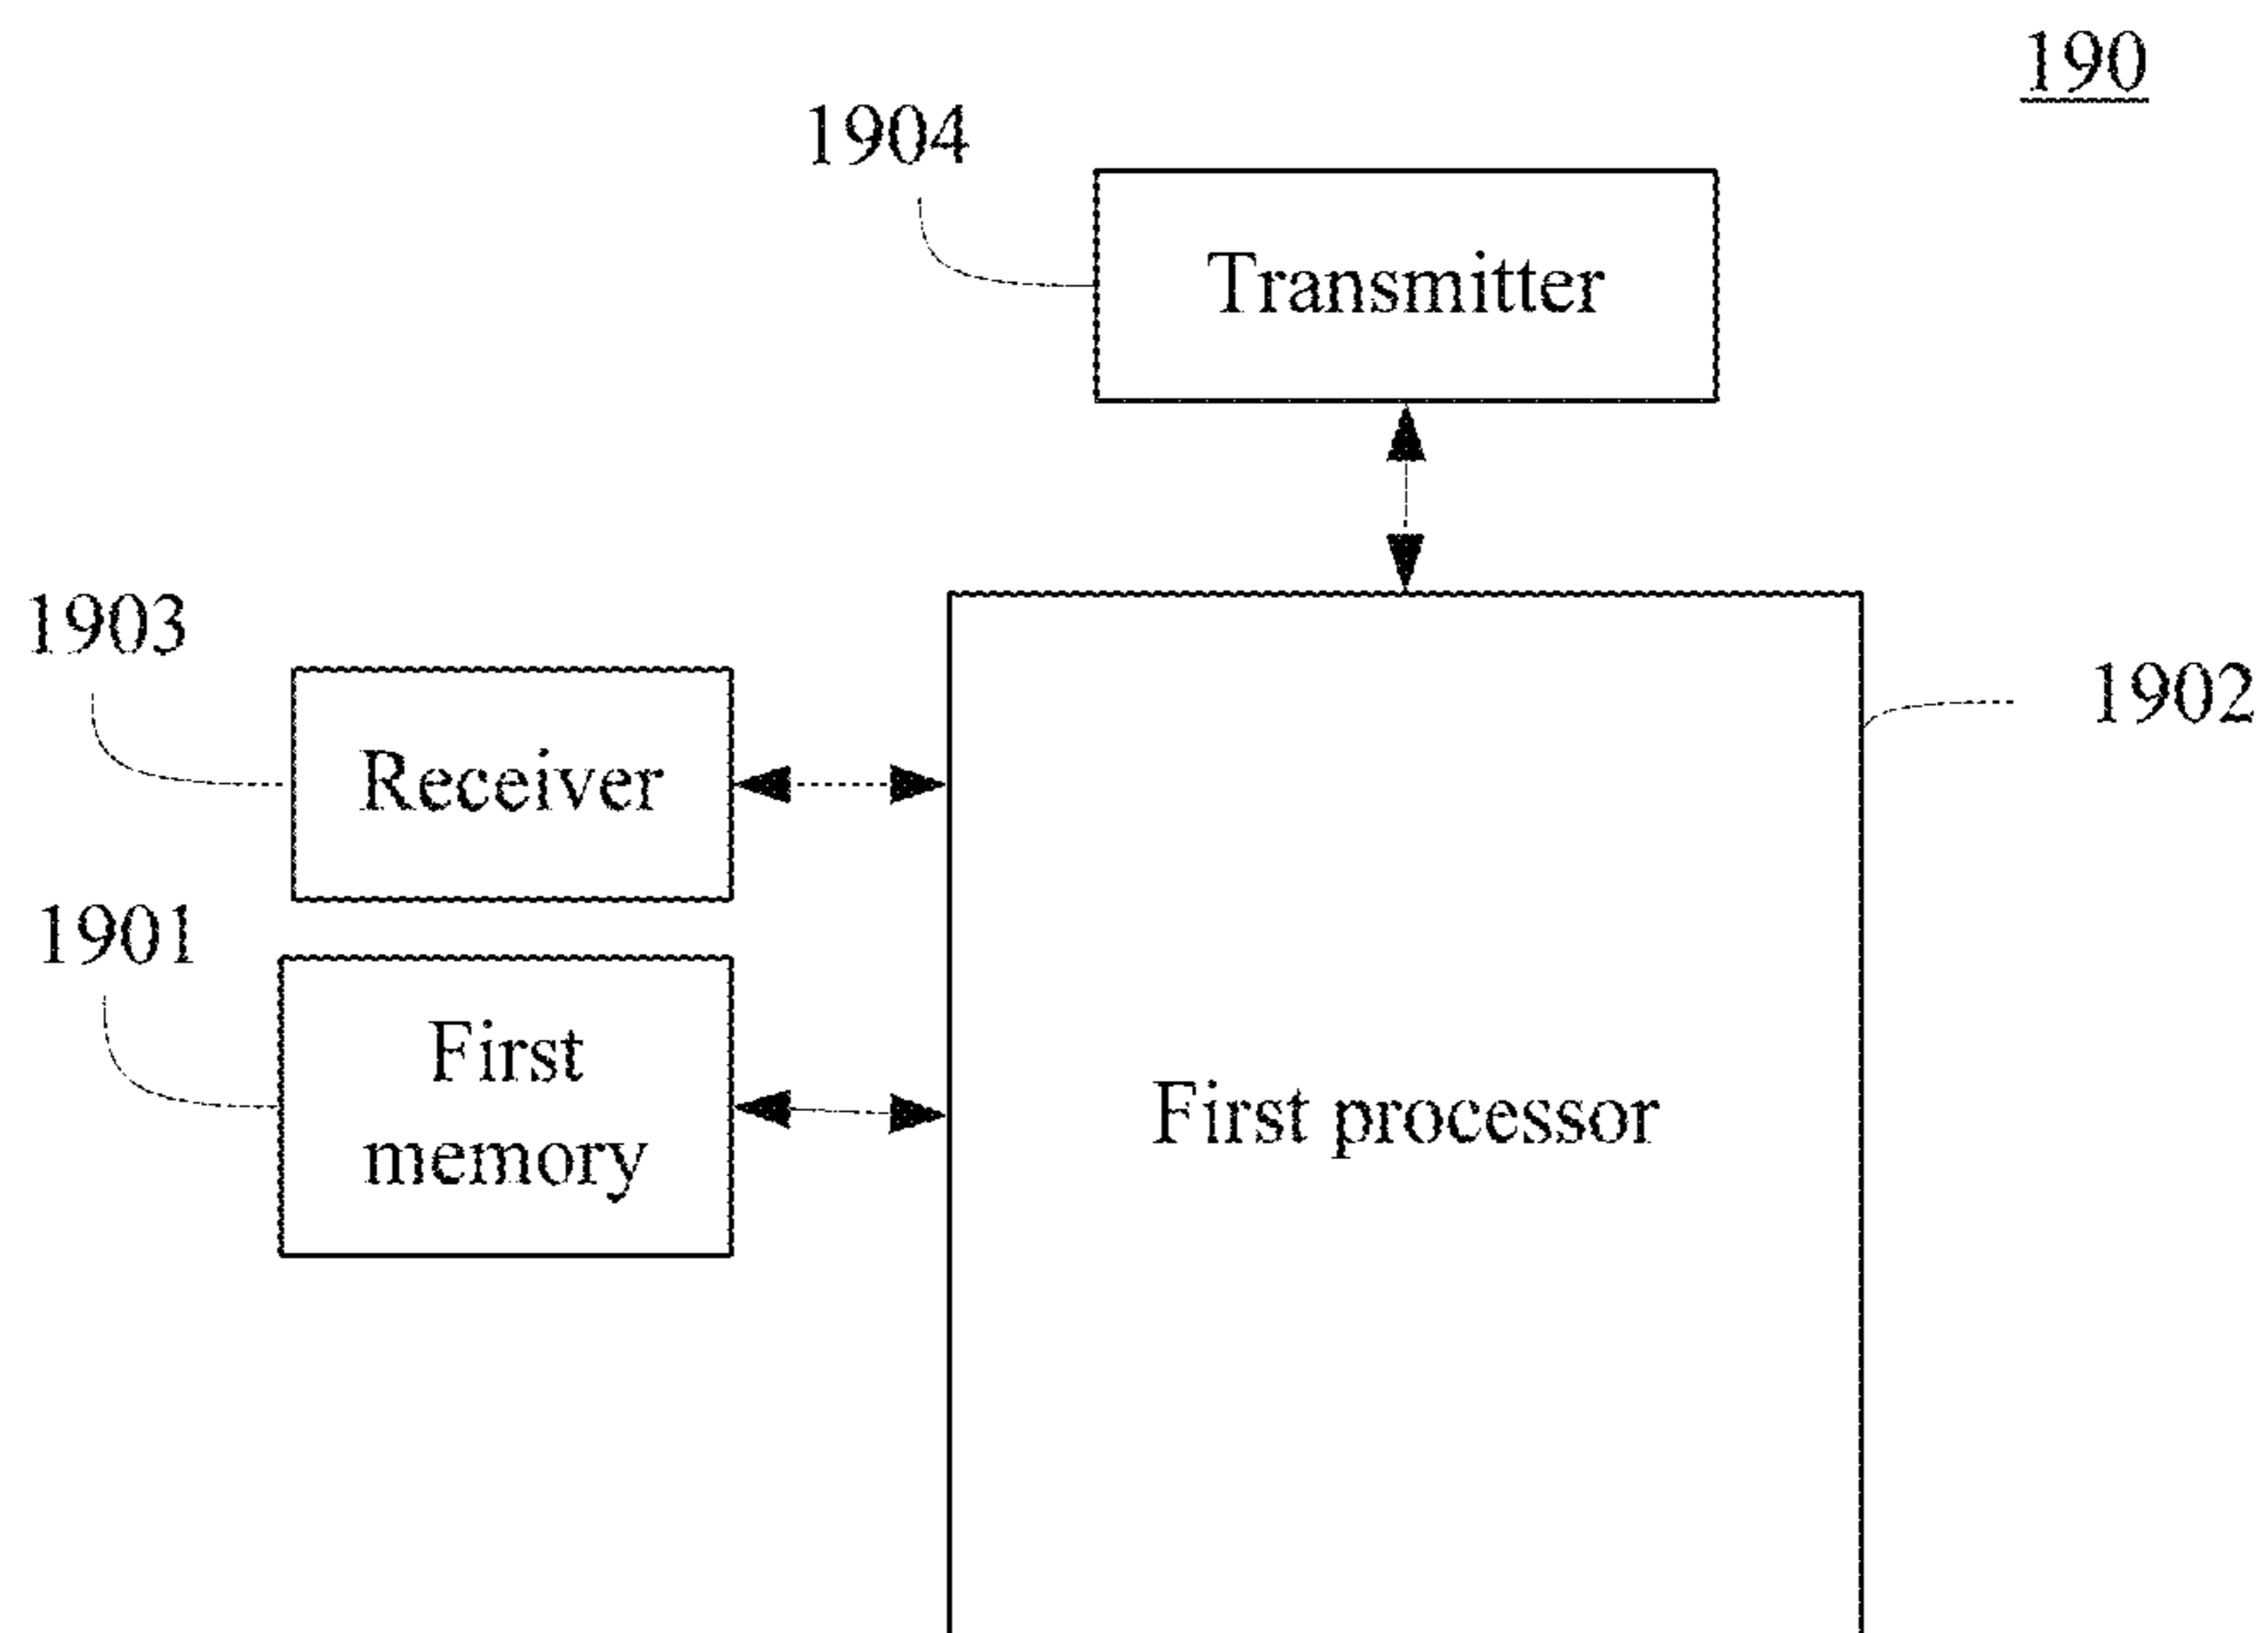 190
1904
Transmitter
1903
1902
Receiver
1901
First
memory
First processor